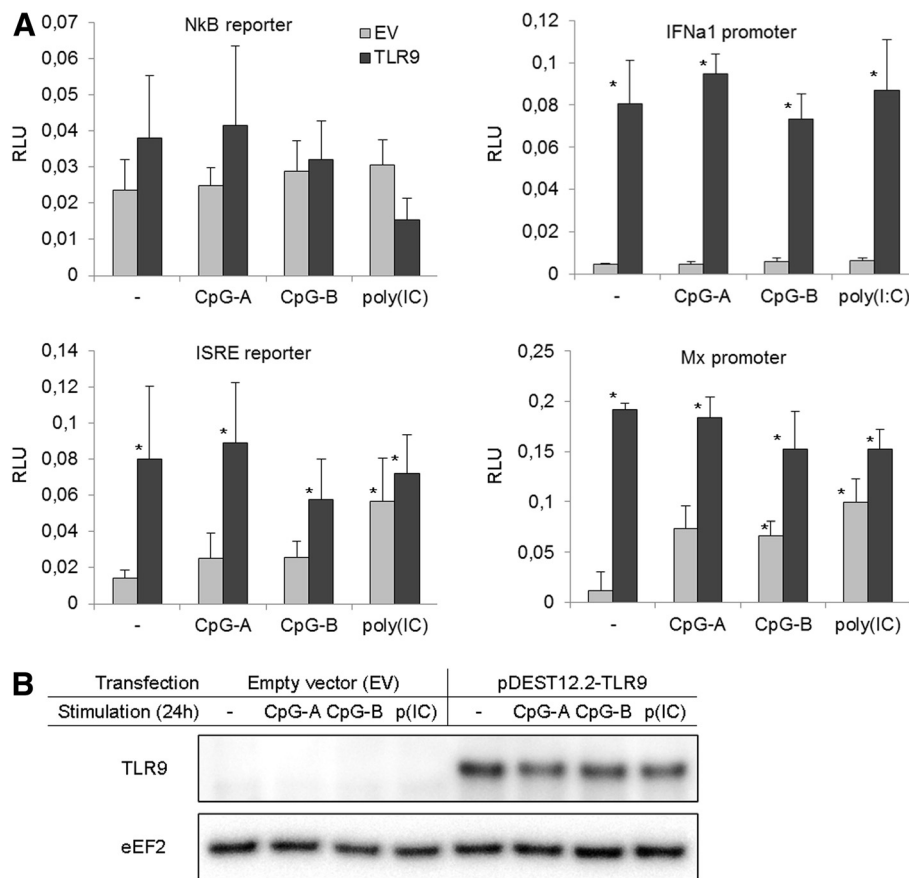 A
NkB reporter
EV
TLR9
RLU
0,07
0,06
0,05
0,04
0,03
0,02
0,01
0
- CpG-A CpG-B poly(IC)
IFNa1 promoter
RLU
0,12
0,1
0,08
0,06
0,04
0,02
0
* * * *
- CpG-A CpG-B poly(I:C)
ISRE reporter
RLU
0,14
0,12
0,1
0,08
0,06
0,04
0,02
0
* * * * *
- CpG-A CpG-B poly(IC)
Mx promoter
RLU
0,25
0,2
0,15
0,1
0,05
0
* * * * * *
- CpG-A CpG-B poly(IC)
B
Transfection Empty vector (EV) pDEST12.2-TLR9
Stimulation (24h) - CpG-A CpG-B p(IC) - CpG-A CpG-B p(IC)
TLR9
eEF2